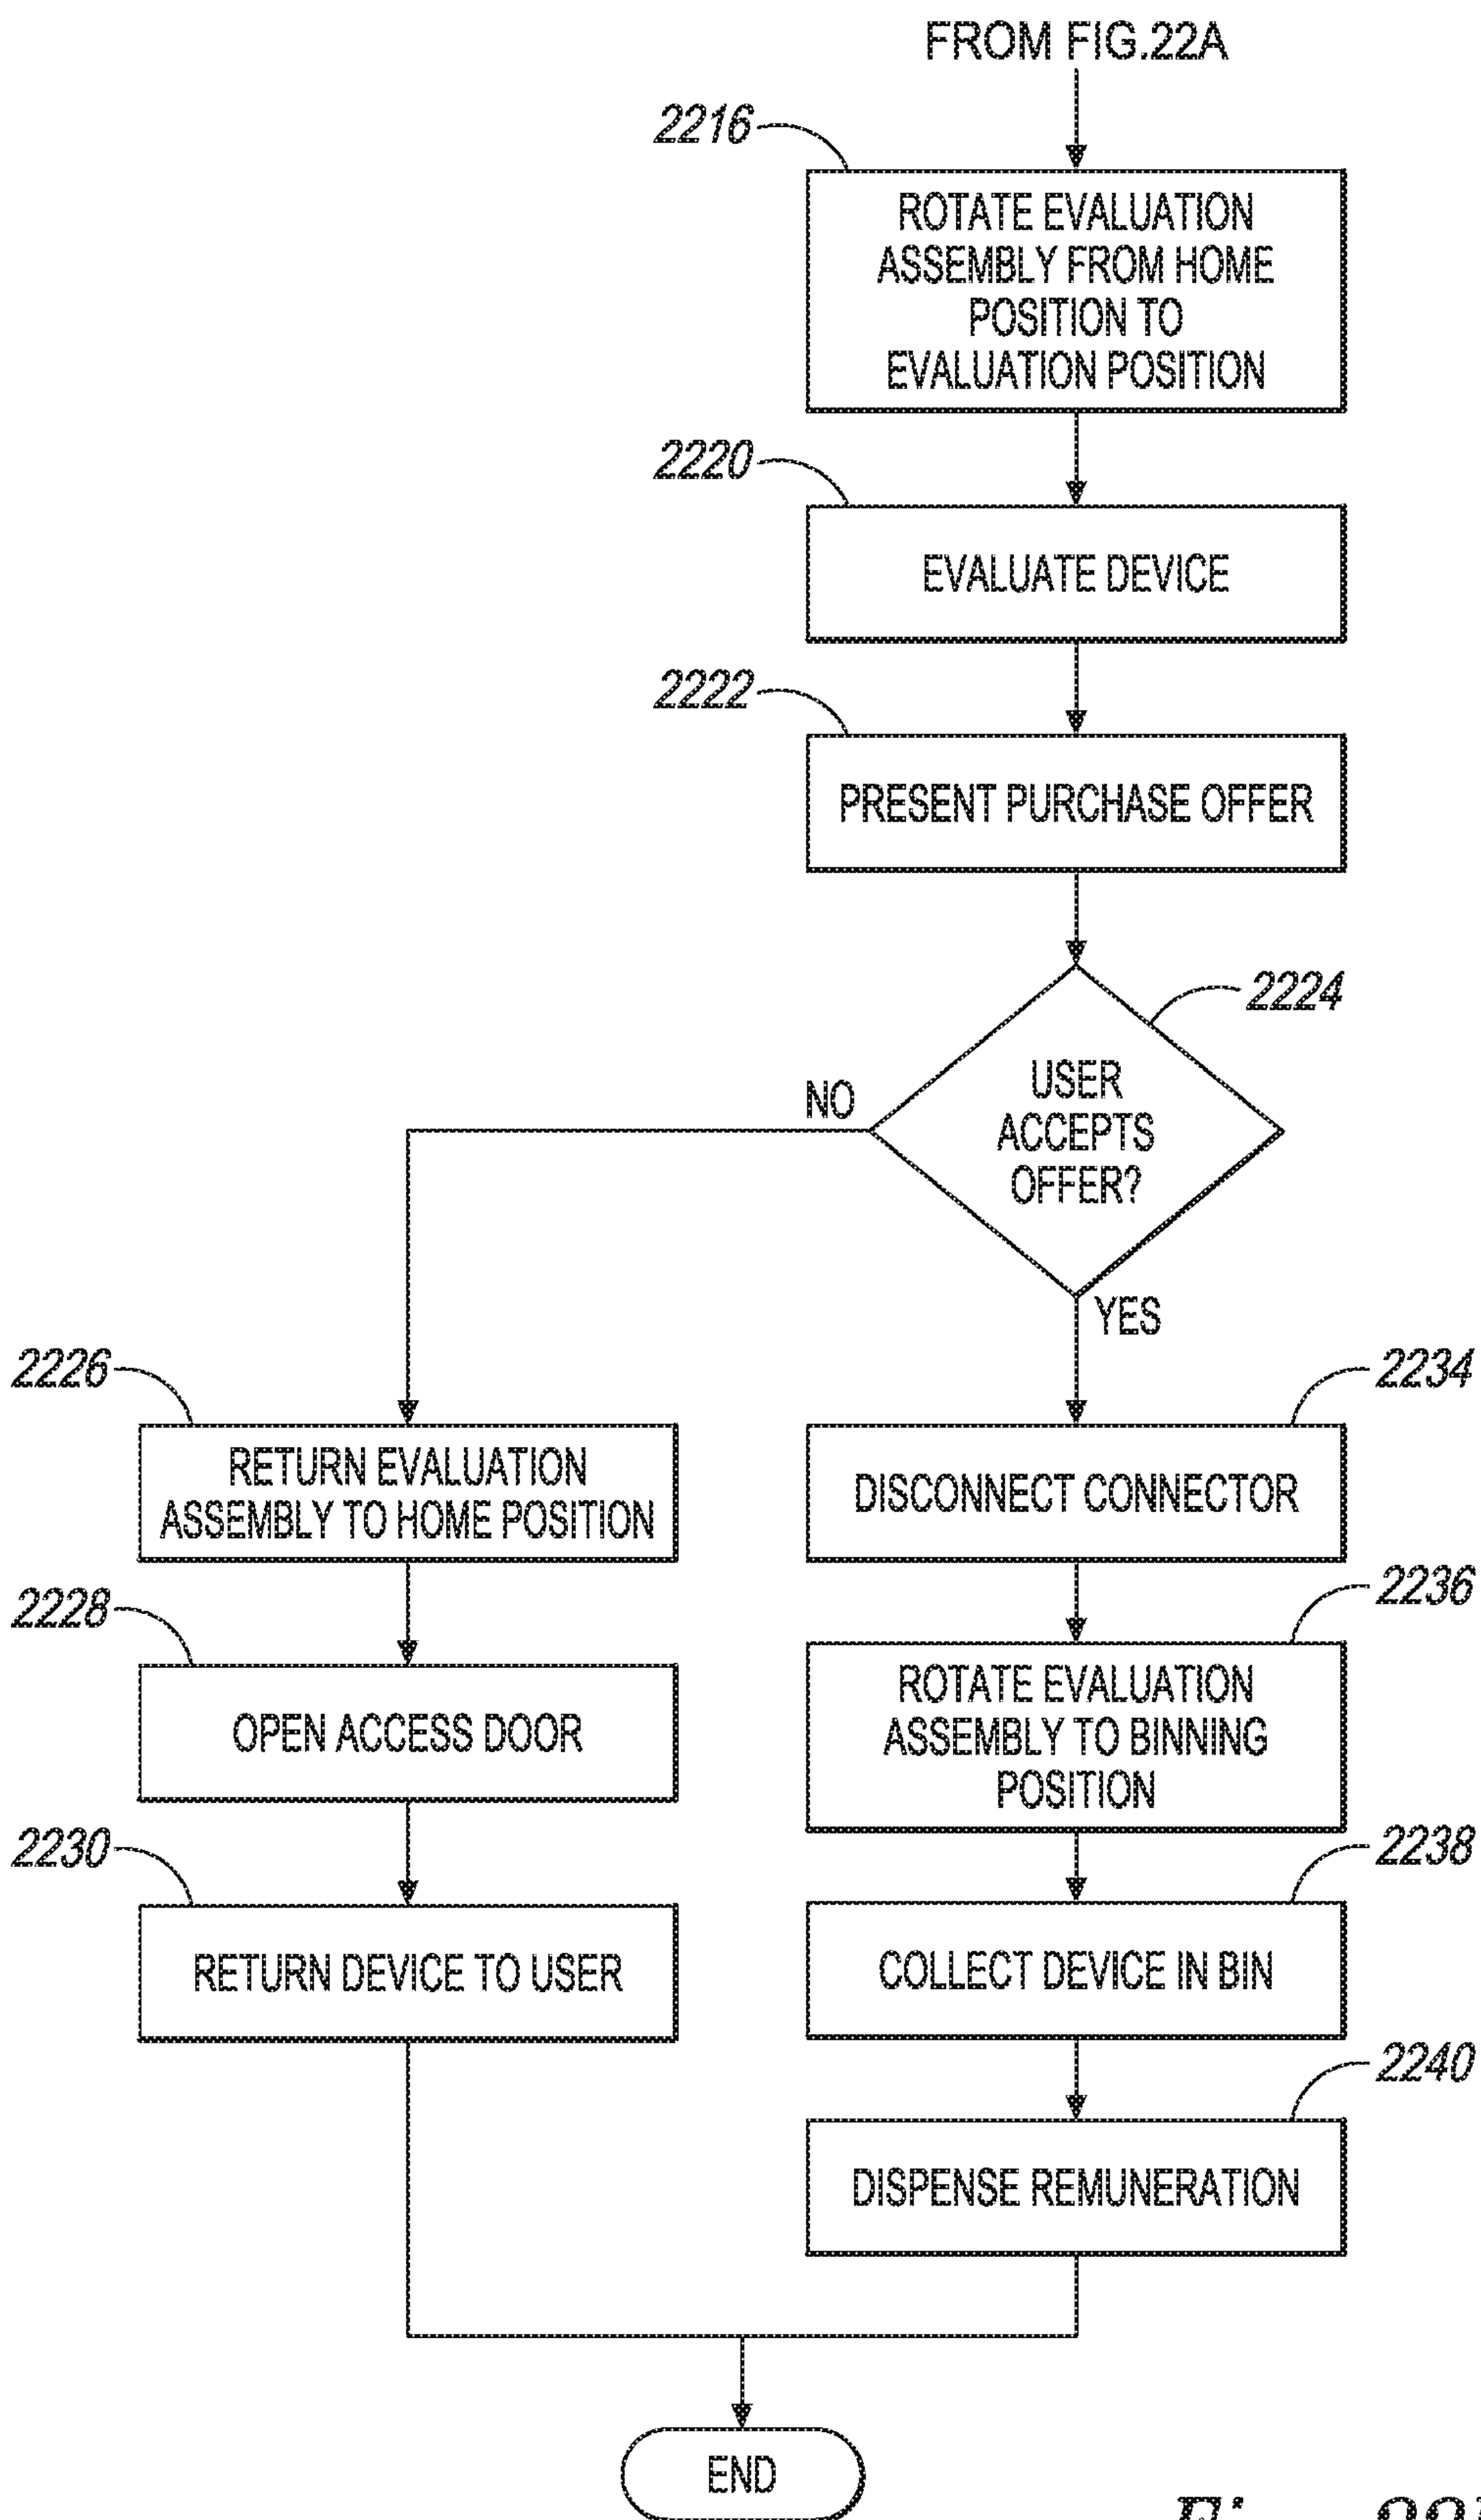 FROM FIG.22A
2216
ROTATE EVALUATION
ASSEMBLY FROM HOME
POSITION TO
EVALUATION POSITION
2220
EVALUATE DEVICE
2222
PRESENT PURCHASE OFFER
2224
USER
ACCEPTS
OFFER?
NO
YES
2226
RETURN EVALUATION
ASSEMBLY TO HOME POSITION
2228
OPEN ACCESS DOOR
2230
RETURN DEVICE TO USER
2234
DISCONNECT CONNECTOR
2236
ROTATE EVALUATION
ASSEMBLY TO BINNING
POSITION
2238
COLLECT DEVICE IN BIN
2240
DISPENSE REMUNERATION
END